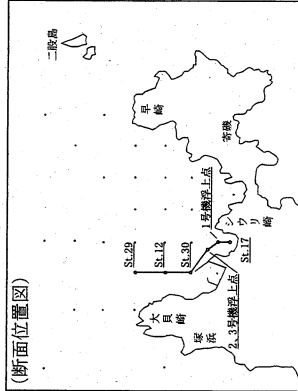 (断面位置図)
二股島
早崎
寄磯
St.29
St.12
St.30
1号機浮上点
シウリ崎
St.17
大貝崎
塚浜
2、3号機浮上点